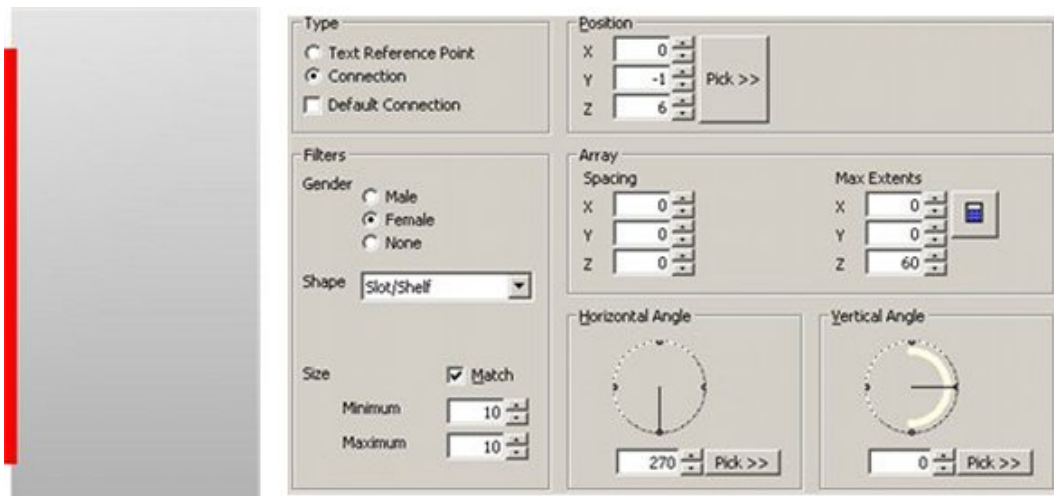 Type
Text Reference Point
Connection
Default Connection
Position
X 0
Y -1
Z 6
Pick >>
Filters
Gender
Male
Female
None
Shape Slot/Shelf
Size Match
Minimum 10
Maximum 10
Array
Spacing
X 0
Y 0
Z 0
Max Extents
X 0
Y 0
Z 60
Horizontal Angle
270 Pick >>
Vertical Angle
0 Pick >>